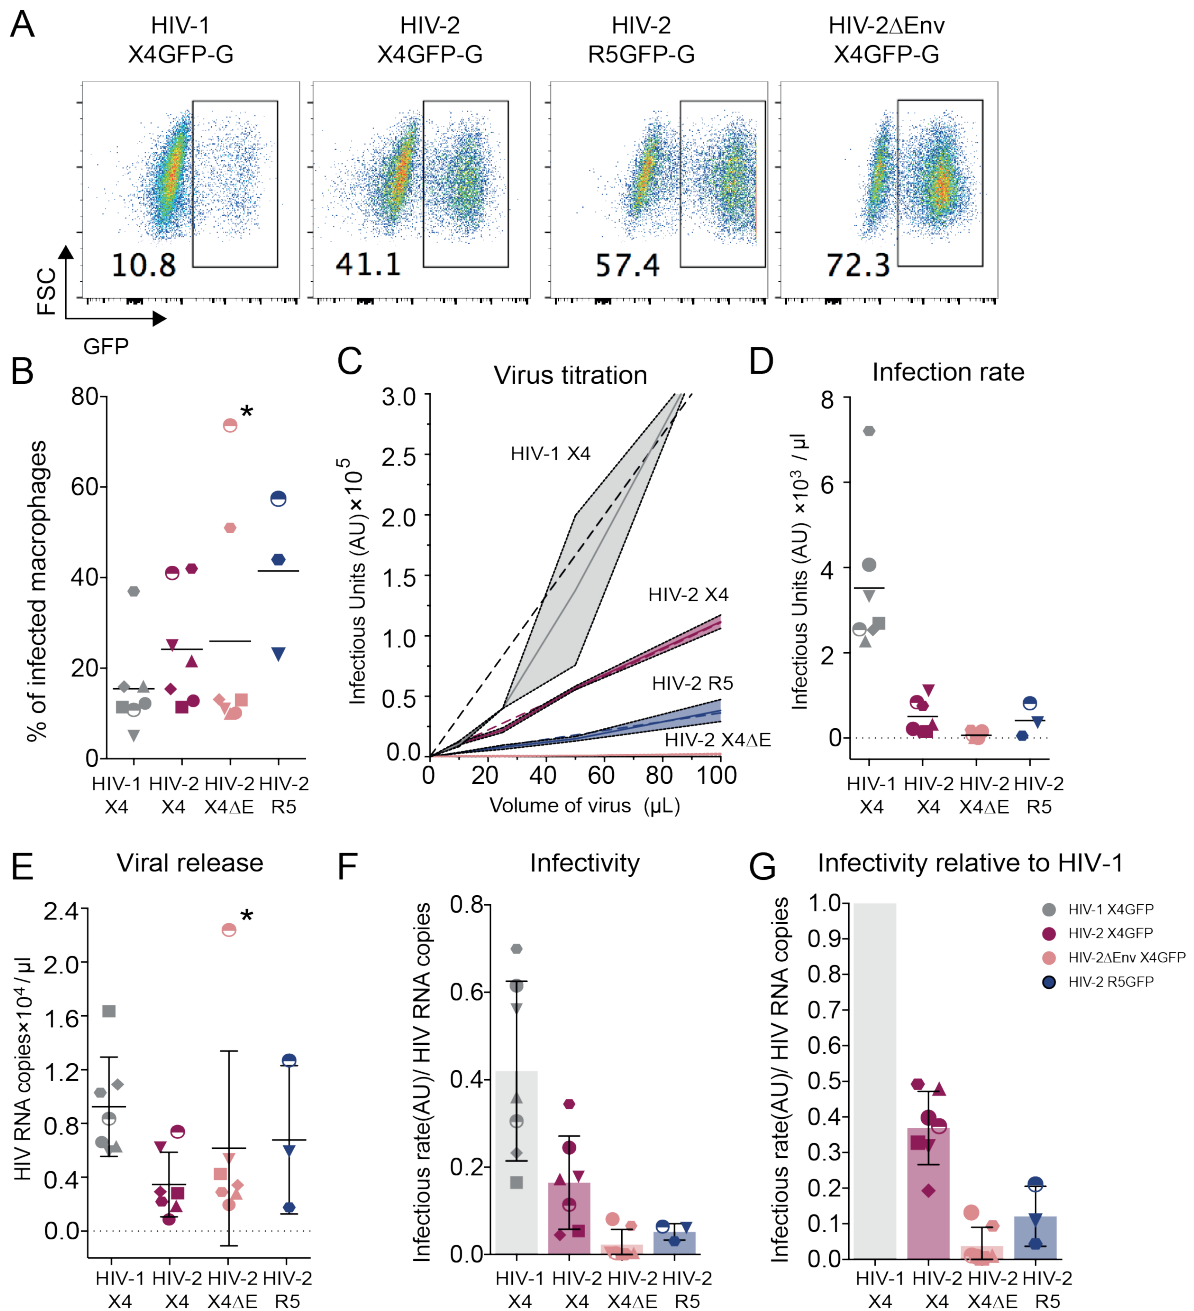 A
HIV-1
X4GFP-G
HIV-2
X4GFP-G
HIV-2
R5GFP-G
HIV-2ΔEnv
X4GFP-G
10.8
41.1
57.4
72.3
FSC
GFP
B
% of infected macrophages
80
60
40
20
0
*
HIV-1
X4
HIV-2
X4
HIV-2
X4ΔE
HIV-2
R5
C
Virus titration
Infectious Units (AU)×10⁵
3.0
2.5
2.0
1.5
1.0
0.5
0.0
HIV-1 X4
HIV-2 X4
HIV-2 R5
HIV-2 X4ΔE
0
20
40
60
80
100
Volume of virus (µL)
D
Infection rate
Infectious Units (AU) ×10³ / µl
8
6
4
2
0
HIV-1
X4
HIV-2
X4
HIV-2
X4ΔE
HIV-2
R5
E
Viral release
HIV RNA copies×10⁴/ µl
2.4
2.0
1.6
1.2
0.8
0.4
0.0
*
HIV-1
X4
HIV-2
X4
HIV-2
X4ΔE
HIV-2
R5
F
Infectivity
Infectious rate(AU)/ HIV RNA copies
0.8
0.6
0.4
0.2
0.0
HIV-1
X4
HIV-2
X4
HIV-2
X4ΔE
HIV-2
R5
G
Infectivity relative to HIV-1
Infectious rate(AU)/ HIV RNA copies
1.0
0.9
0.8
0.7
0.6
0.5
0.4
0.3
0.2
0.1
0.0
HIV-1 X4GFP
HIV-2 X4GFP
HIV-2ΔEnv X4GFP
HIV-2 R5GFP
HIV-1
X4
HIV-2
X4
HIV-2
X4ΔE
HIV-2
R5